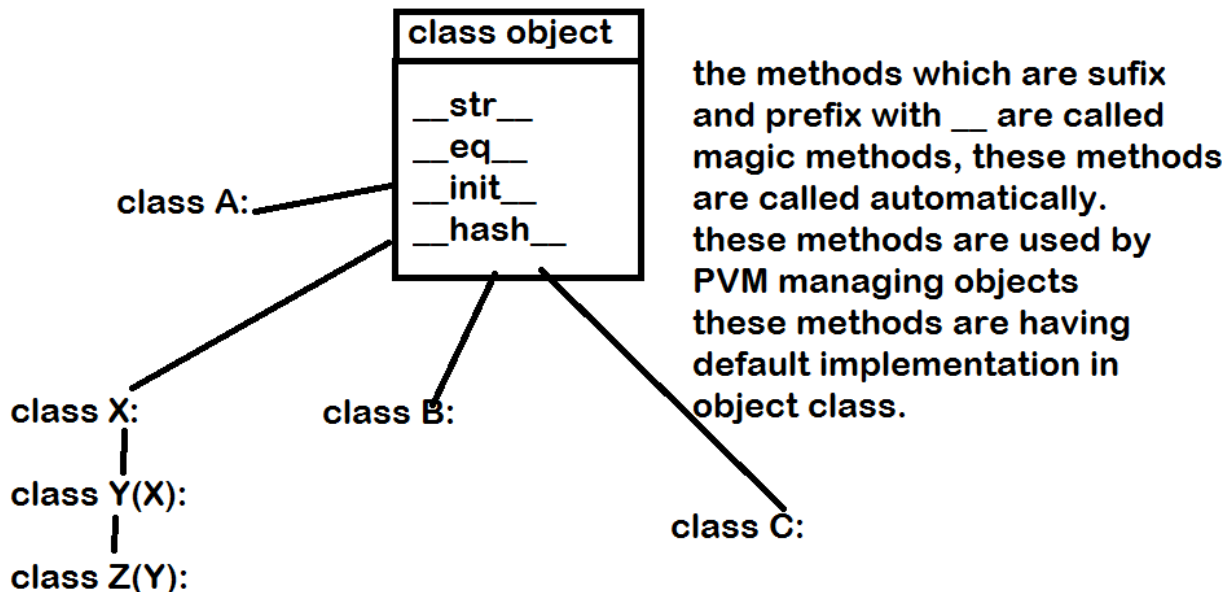 class object
__str__
__eq__
__init__
__hash__
class A:
the methods which are sufix
and prefix with __ are called
magic methods, these methods
are called automatically.
these methods are used by
PVM managing objects
these methods are having
default implementation in
object class.
class X:
class B:
class Y(X):
class C:
class Z(Y):